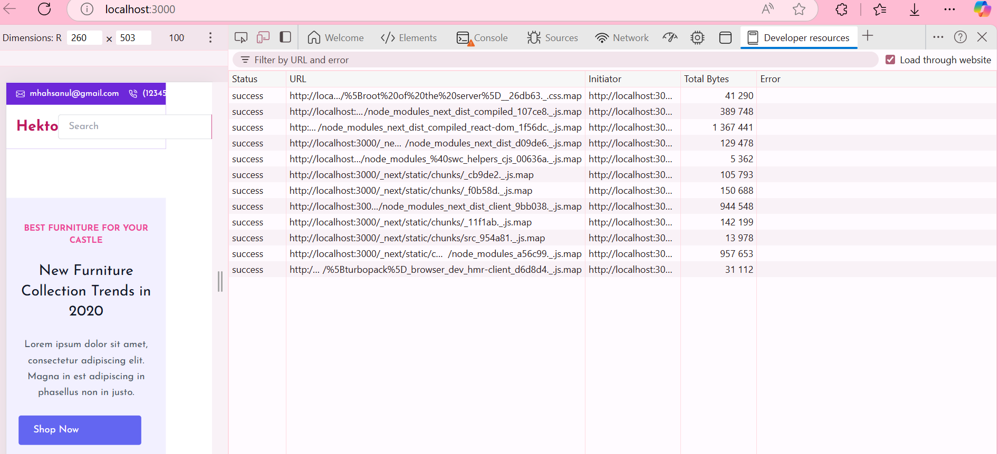 localhost:3000
Dimensions: R 260 × 503 100
Welcome Elements Console Sources Network Developer resources
Filter by URL and error Load through website
mhahsanul@gmail.com (12345
Hekto Search
BEST FURNITURE FOR YOUR
CASTLE
New Furniture
Collection Trends in
2020
Lorem ipsum dolor sit amet,
consectetur adipiscing elit.
Magna in est adipiscing in
phasellus non in justo.
Shop Now
Status URL Initiator Total Bytes Error
success http://loca.../%5Broot%20of%20the%20server%5D__26db63._.css.map http://localhost:30... 41 290
success http://localhost:.../node_modules_next_dist_compiled_107ce8._.js.map http://localhost:30... 389 748
success http:... /node_modules_next_dist_compiled_react-dom_1f56dc._.js.map http://localhost:30... 1 367 441
success http://localhost:3000/_ne... /node_modules_next_dist_d09de6._.js.map http://localhost:30... 129 478
success http://localhost.../node_modules_%40swc_helpers_cjs_00636a._.js.map http://localhost:30... 5 362
success http://localhost:3000/_next/static/chunks/_cb9de2._.js.map http://localhost:30... 105 793
success http://localhost:3000/_next/static/chunks/_f0b58d._.js.map http://localhost:30... 150 688
success http://localhost:300.../node_modules_next_dist_client_9bb038._.js.map http://localhost:30... 944 548
success http://localhost:3000/_next/static/chunks/_11f1ab._.js.map http://localhost:30... 142 199
success http://localhost:3000/_next/static/chunks/src_954a81._.js.map http://localhost:30... 13 978
success http://localhost:3000/_next/static/c... /node_modules_a56c99._.js.map http://localhost:30... 957 653
success http:/... /%5Bturbopack%5D_browser_dev_hmr-client_d6d8d4._.js.map http://localhost:30... 31 112